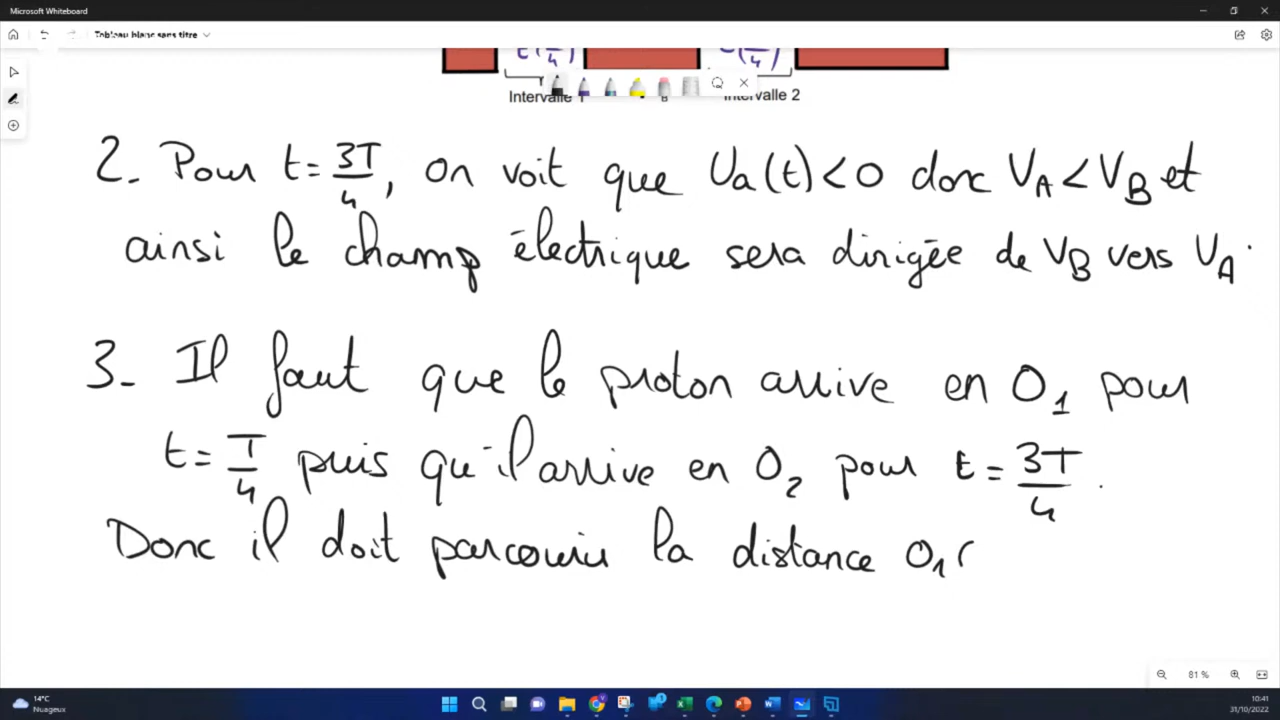 Microsoft Whiteboard
Tableau blanc sans titre
Intervalle 1 B Intervalle 2
2. Pour t = 3T/4, on voit que Ua(t) < 0 donc VA < VB et
ainsi le champ électrique sera dirigée de VB vers VA.
3- Il faut que le proton arrive en O1 pour
t = T/4 puis qu'il arrive en O2 pour t = 3T/4.
Donc il doit parcourir la distance O1
81 %
14°C
Nuageux
10:41
31/10/2022